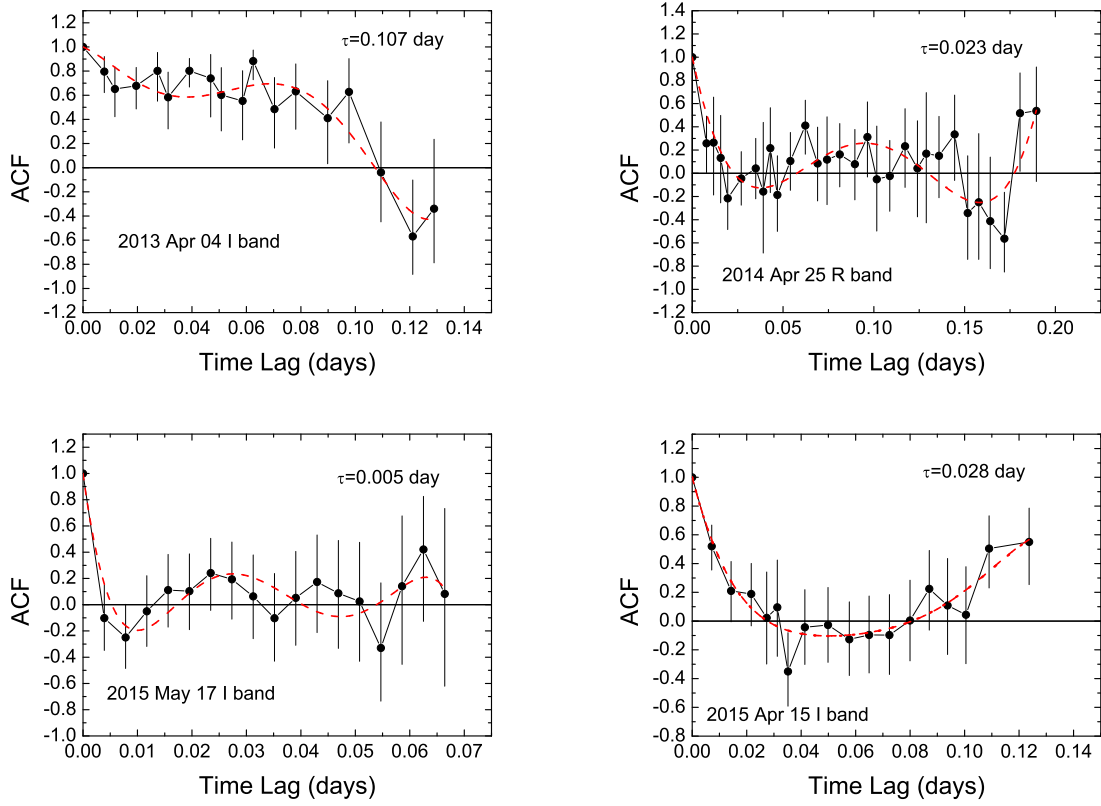 1.2
1.0
0.8
0.6
0.4
0.2
0.0
-0.2
-0.4
-0.6
-0.8
-1.0
-1.2
ACF
τ=0.107 day
2013 Apr 04 I band
0.00 0.02 0.04 0.06 0.08 0.10 0.12 0.14
Time Lag (days)
1.4
1.2
1.0
0.8
0.6
0.4
0.2
0.0
-0.2
-0.4
-0.6
-0.8
-1.0
-1.2
ACF
τ=0.023 day
2014 Apr 25 R band
0.00 0.05 0.10 0.15 0.20
Time Lag (days)
1.2
1.0
0.8
0.6
0.4
0.2
0.0
-0.2
-0.4
-0.6
-0.8
-1.0
ACF
τ=0.005 day
2015 May 17 I band
0.00 0.01 0.02 0.03 0.04 0.05 0.06 0.07
Time Lag (days)
1.2
1.0
0.8
0.6
0.4
0.2
0.0
-0.2
-0.4
-0.6
-0.8
ACF
τ=0.028 day
2015 Apr 15 I band
0.00 0.02 0.04 0.06 0.08 0.10 0.12 0.14
Time Lag (days)